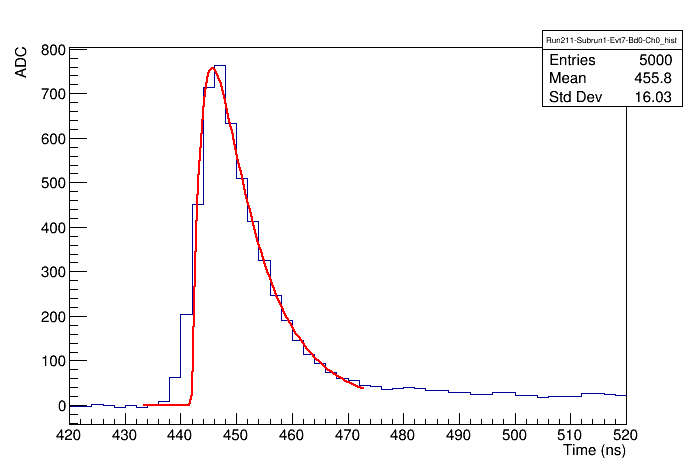 Run211-Subrun1-Evt7-Bd0-Ch0_hist
Entries 5000
Mean 455.8
Std Dev 16.03
ADC
800
700
600
500
400
300
200
100
0
420 430 440 450 460 470 480 490 500 510 520
Time (ns)